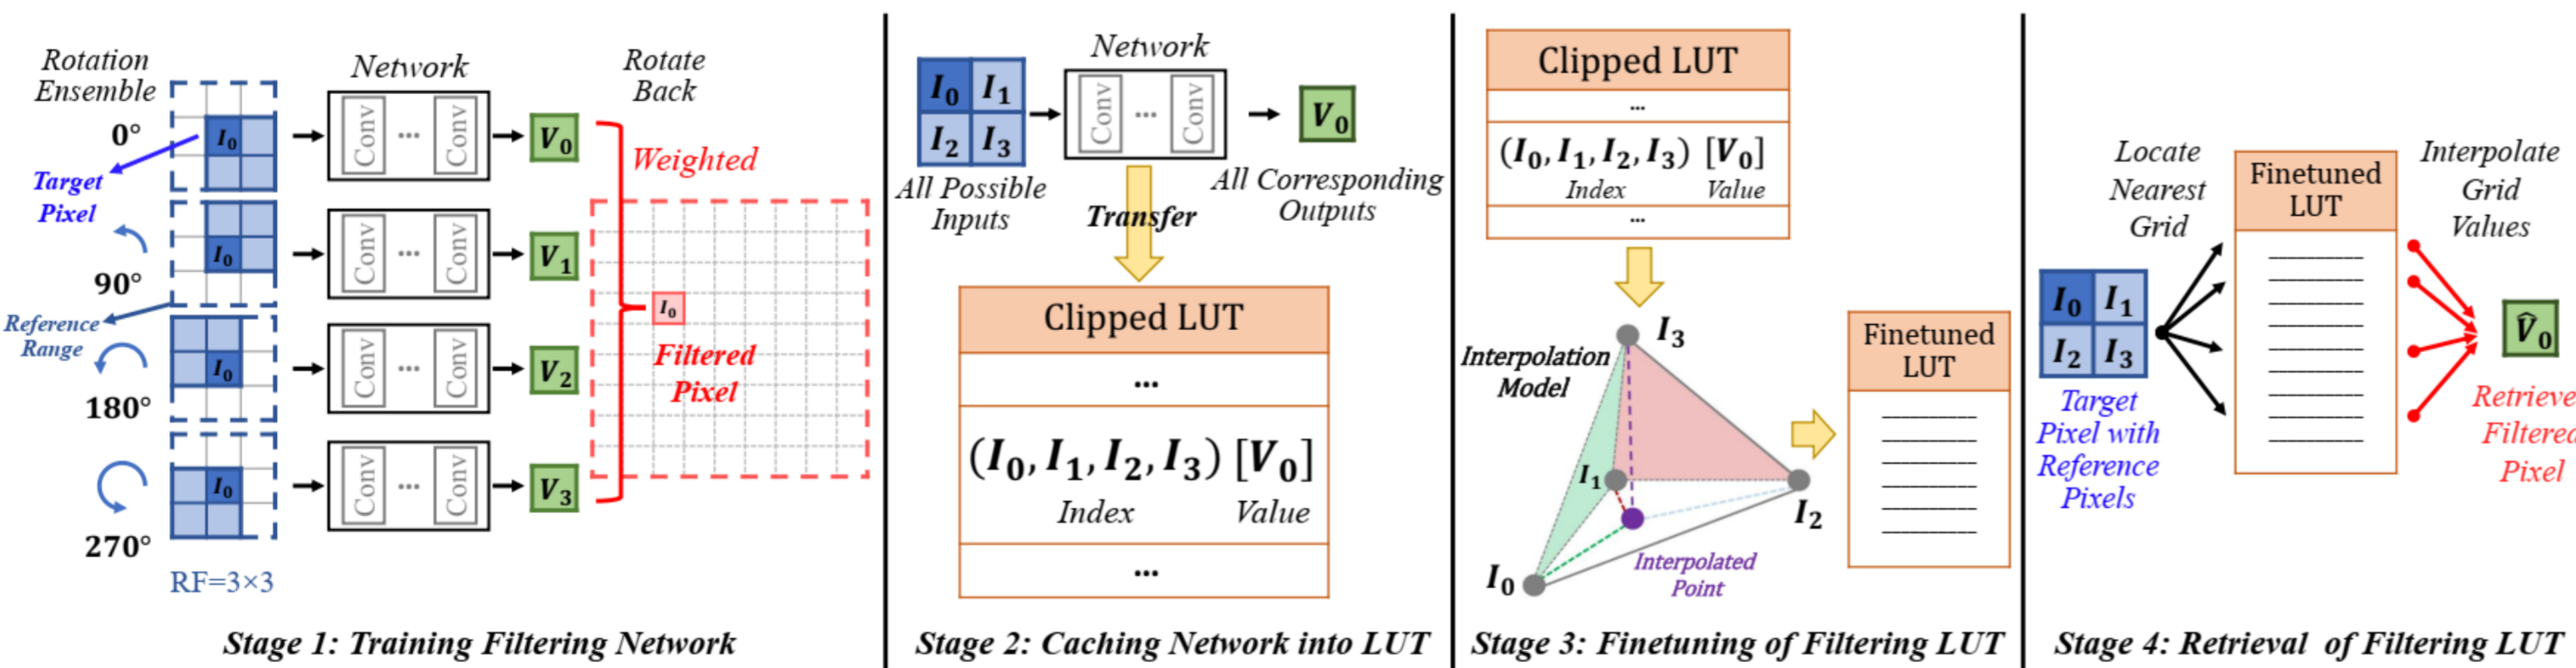 Rotation
Ensemble
0°
Target
Pixel
90°
Reference
Range
180°
270°
RF=3×3
I₀
I₀
I₀
I₀
Network
Conv ... Conv
Conv ... Conv
Conv ... Conv
Conv ... Conv
V₀
V₁
V₂
V₃
Rotate
Back
Weighted
I₀
Filtered
Pixel
Stage 1: Training Filtering Network
I₀ I₁
I₂ I₃
All Possible
Inputs
Network
Conv ... Conv
V₀
All Corresponding
Outputs
Transfer
Clipped LUT
...
(I₀, I₁, I₂, I₃) [V₀]
Index Value
...
Stage 2: Caching Network into LUT
Clipped LUT
...
(I₀, I₁, I₂, I₃) [V₀]
Index Value
...
Interpolation
Model
I₃
I₁
I₂
I₀
Interpolated
Point
Finetuned
LUT
Stage 3: Finetuning of Filtering LUT
Locate
Nearest
Grid
I₀ I₁
I₂ I₃
Target
Pixel with
Reference
Pixels
Finetuned
LUT
Interpolate
Grid
Values
V̂₀
Retrieve
Filtered
Pixel
Stage 4: Retrieval of Filtering LUT